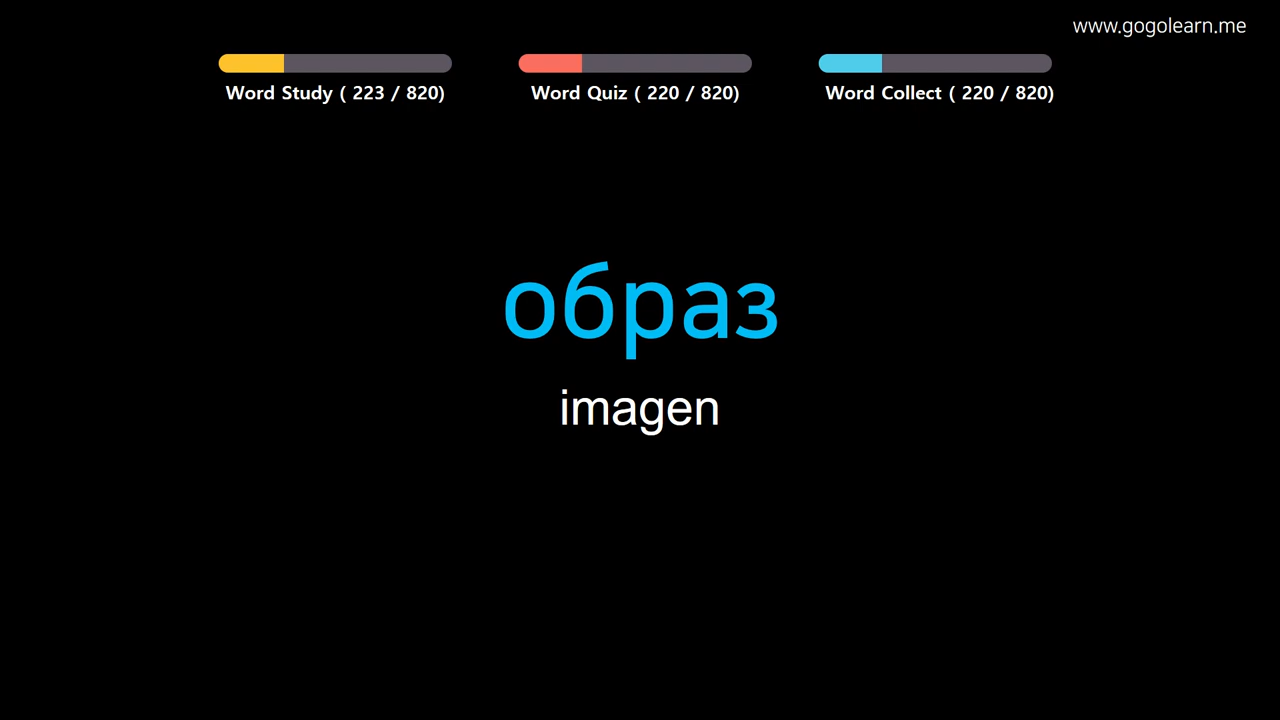 www.gogolearn.me
Word Study ( 223 / 820)
Word Quiz ( 220 / 820)
Word Collect ( 220 / 820)
образ
imagen